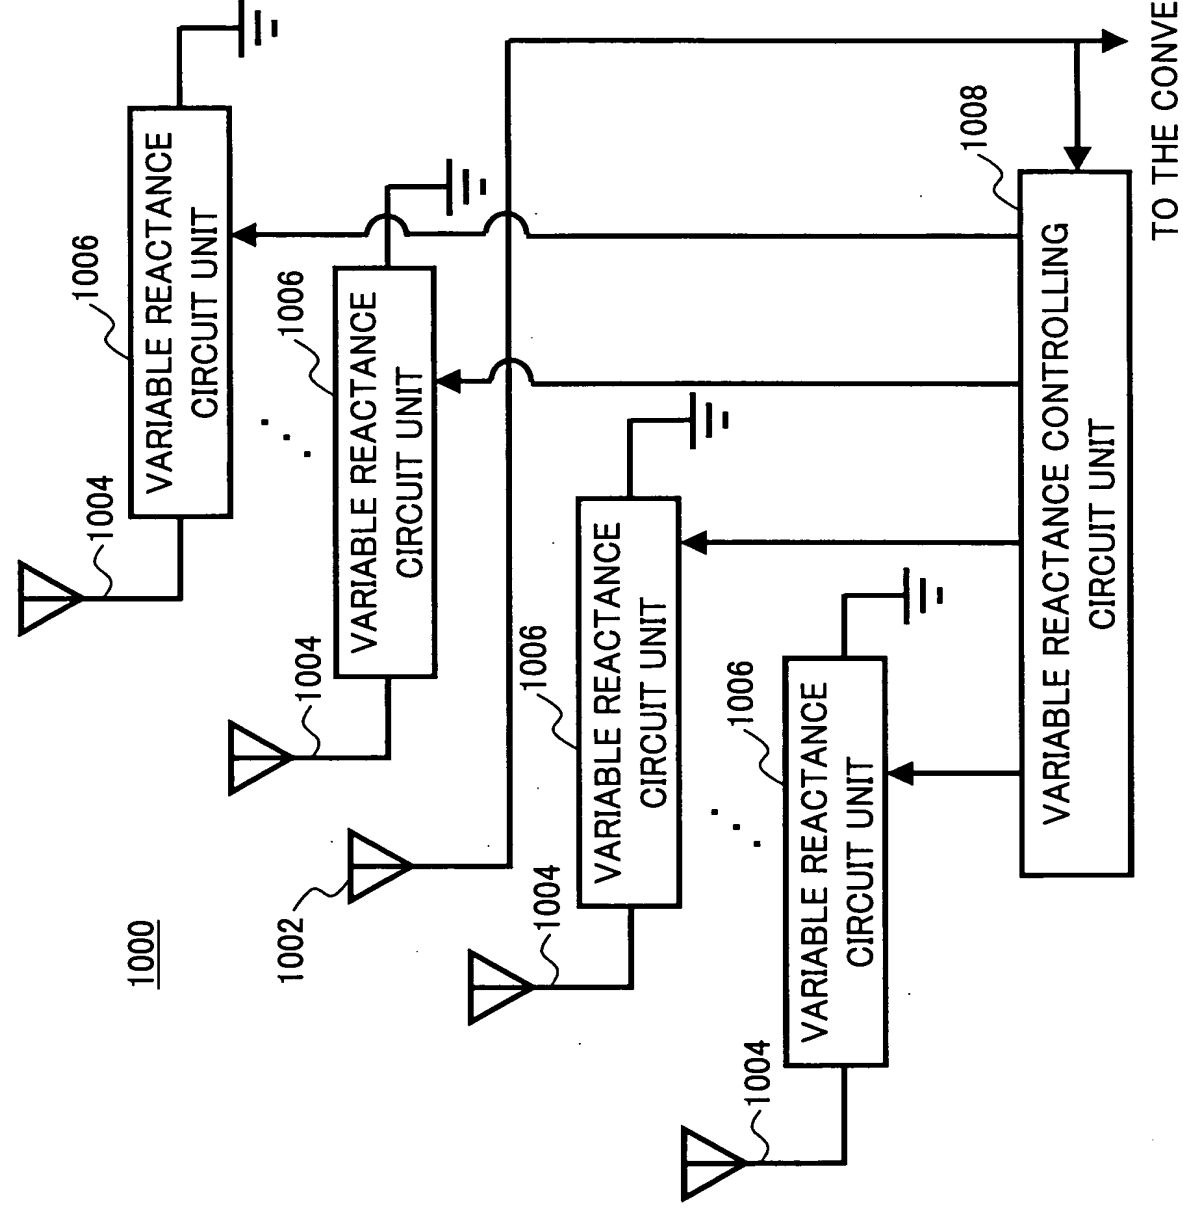 1000
1002
1004
1006
VARIABLE REACTANCE
CIRCUIT UNIT
1004
1006
VARIABLE REACTANCE
CIRCUIT UNIT
1004
1006
VARIABLE REACTANCE
CIRCUIT UNIT
1004
1006
VARIABLE REACTANCE
CIRCUIT UNIT
1008
VARIABLE REACTANCE CONTROLLING
CIRCUIT UNIT
TO THE CONVE